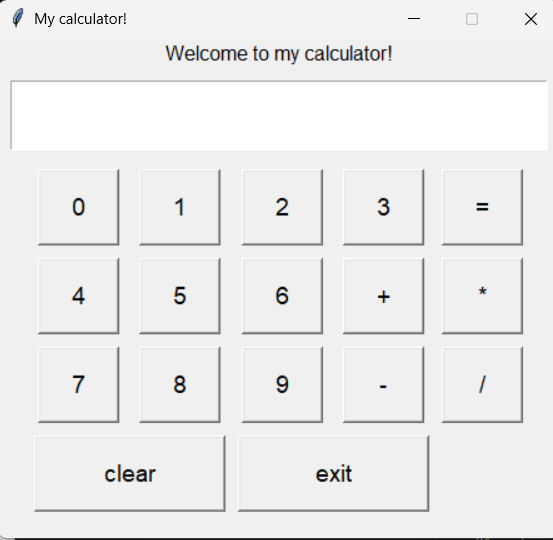 My calculator!
Welcome to my calculator!
0 1 2 3 =
4 5 6 + *
7 8 9 - /
clear exit